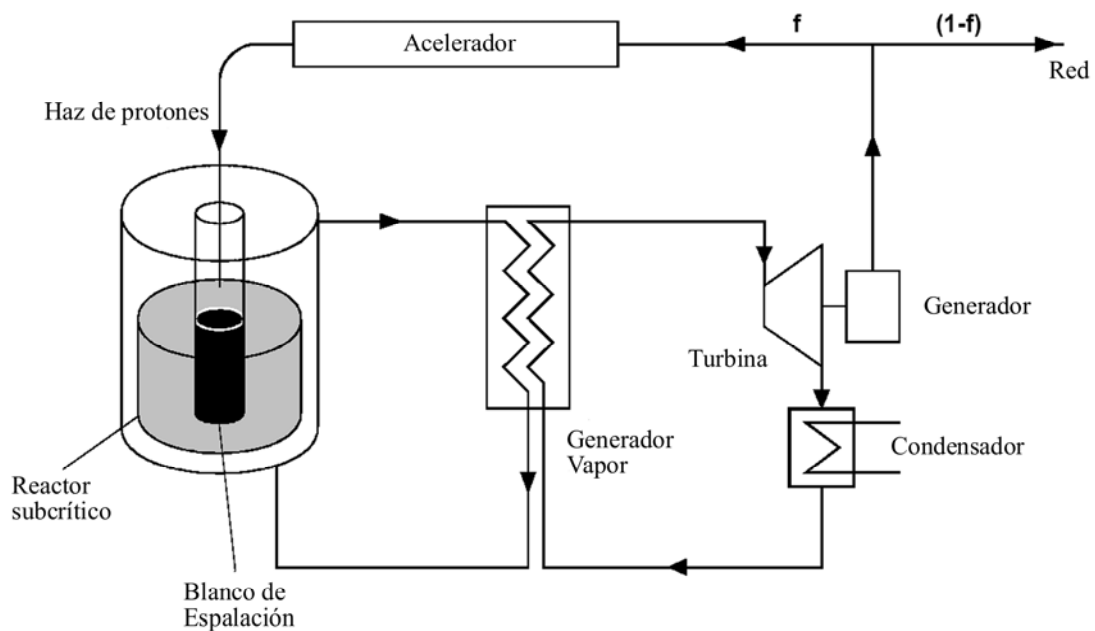 f
(1-f)
Acelerador
Red
Haz de protones
Generador
Turbina
Generador
Vapor
Condensador
Reactor
subcrítico
Blanco de
Espalación